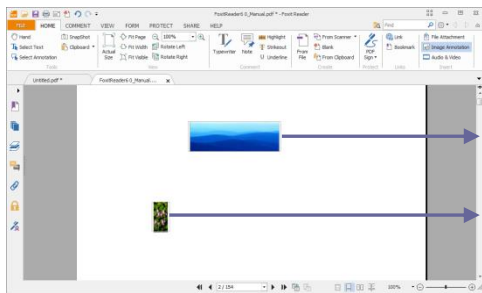 FoxitReader6.0_Manual.pdf * - Foxit Reader
FILE HOME COMMENT VIEW FORM PROTECT SHARE HELP
Find
Hand
Select Text
Select Annotation
SnapShot
Clipboard
Tools
Actual Size
Fit Page
Fit Width
Fit Visible
100%
Rotate Left
Rotate Right
View
Typewriter
Note
Highlight
Strikeout
Underline
Comment
From File
From Scanner
Blank
From Clipboard
Create
PDF Sign
Protect
Link
Bookmark
Links
File Attachment
Image Annotation
Audio & Video
Insert
Untitled.pdf *
FoxitReader6.0_Manual....
2 / 154
100%